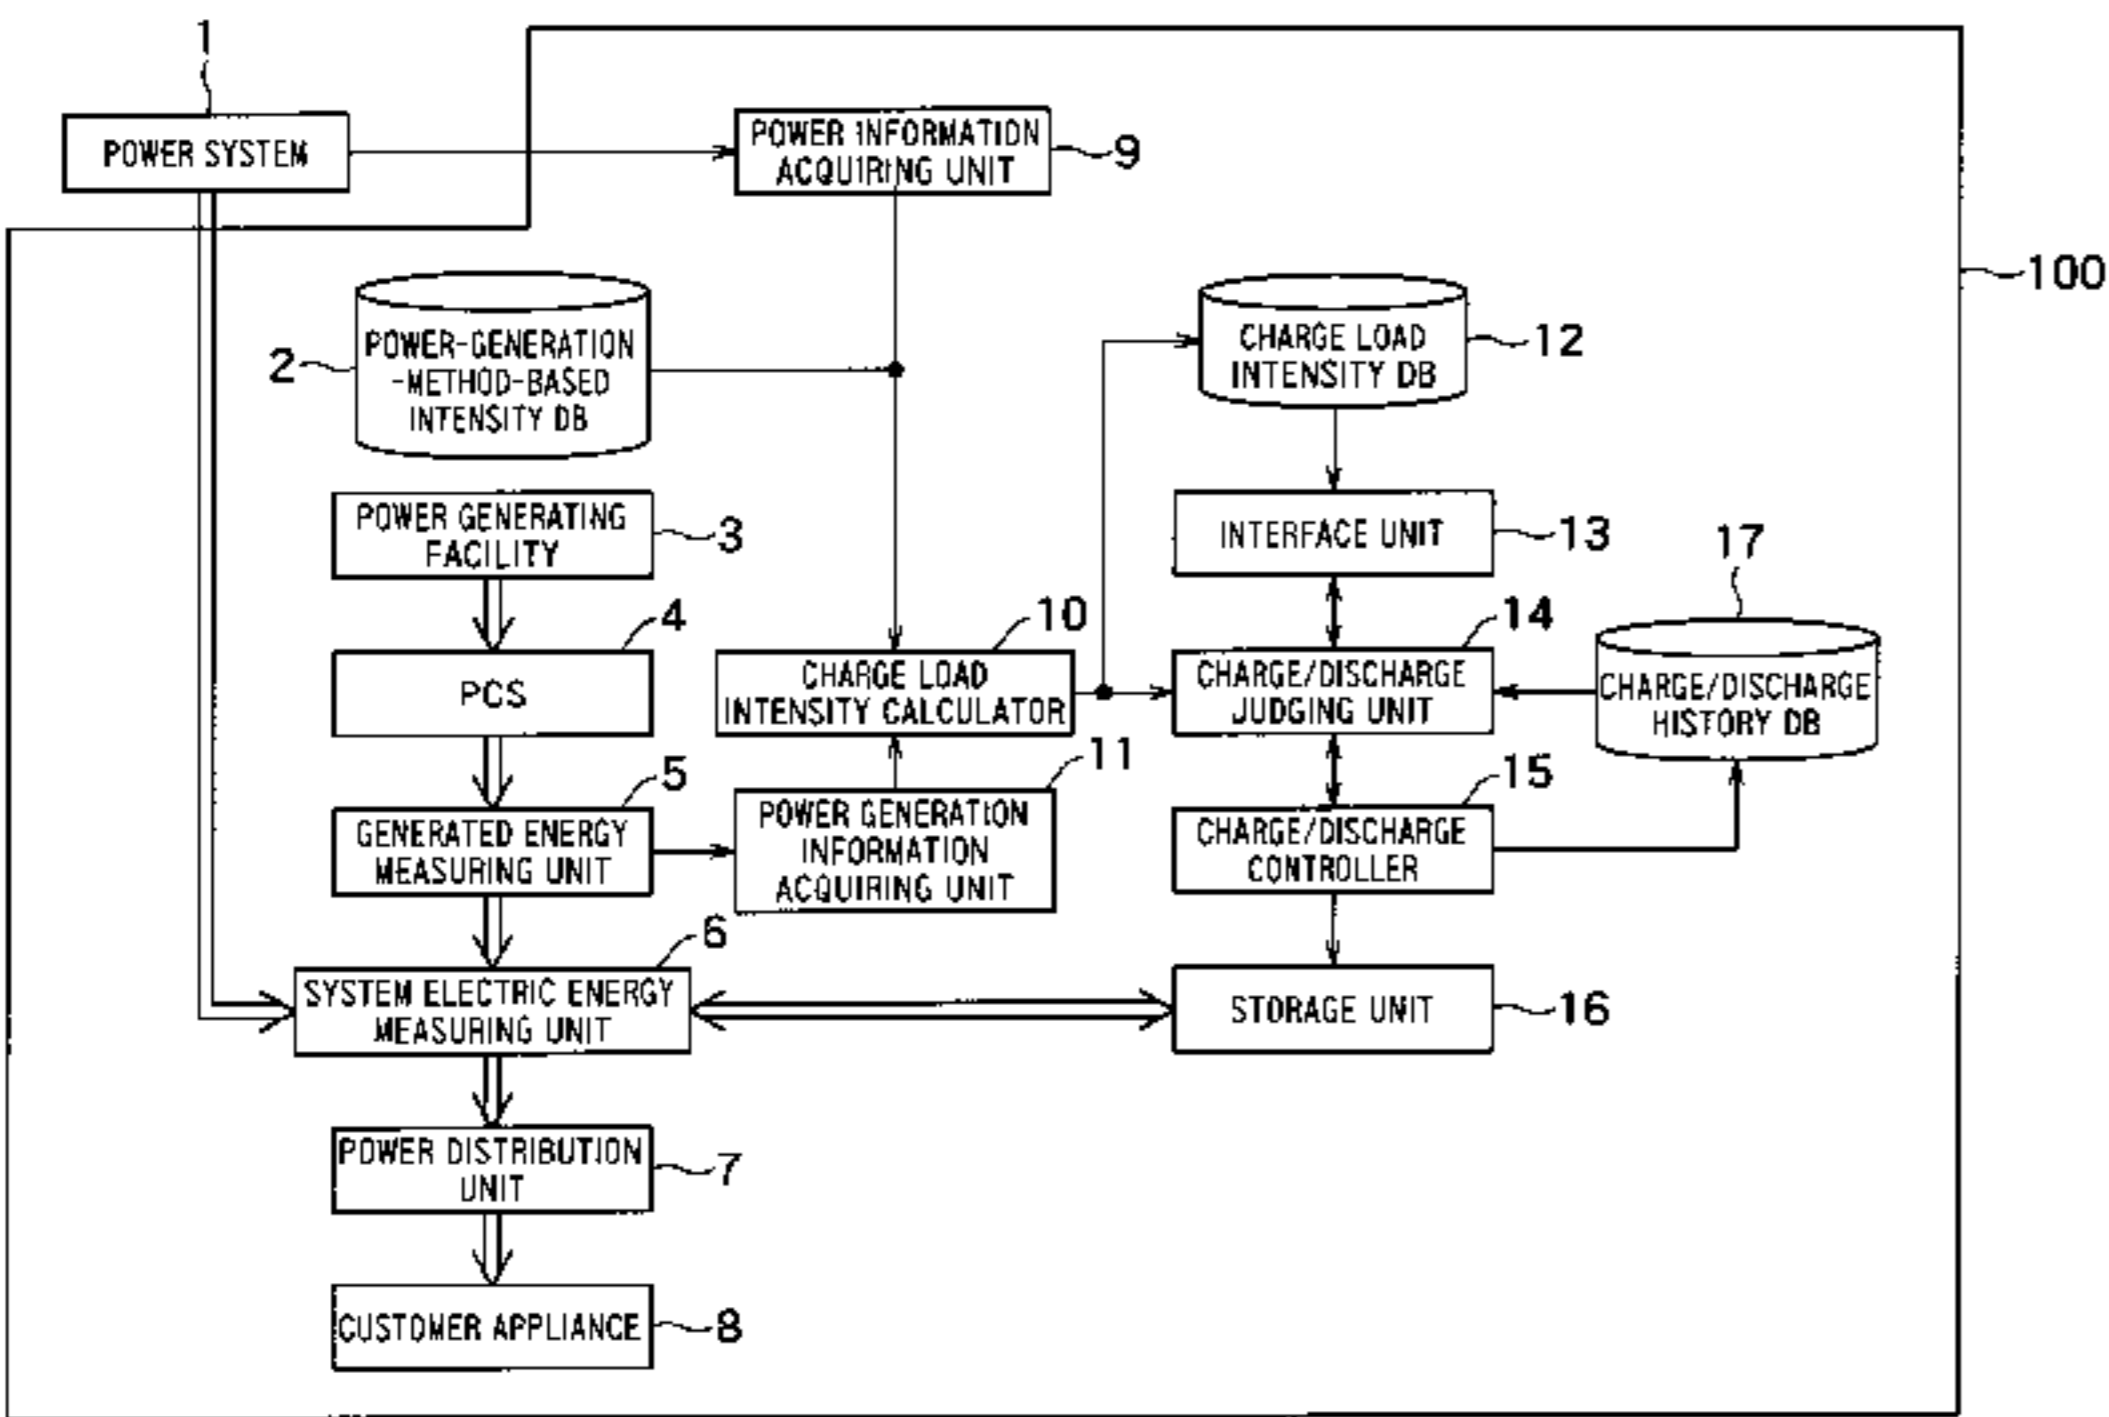 1
POWER SYSTEM
POWER INFORMATION
ACQUIRING UNIT
9
100
2
POWER-GENERATION
-METHOD-BASED
INTENSITY DB
CHARGE LOAD
INTENSITY DB
12
POWER GENERATING
FACILITY
3
INTERFACE UNIT
13
17
4
PCS
10
CHARGE LOAD
INTENSITY CALCULATOR
14
CHARGE/DISCHARGE
JUDGING UNIT
CHARGE/DISCHARGE
HISTORY DB
5
GENERATED ENERGY
MEASURING UNIT
11
POWER GENERATION
INFORMATION
ACQUIRING UNIT
15
CHARGE/DISCHARGE
CONTROLLER
6
SYSTEM ELECTRIC ENERGY
MEASURING UNIT
STORAGE UNIT
16
POWER DISTRIBUTION
UNIT
7
CUSTOMER APPLIANCE
8